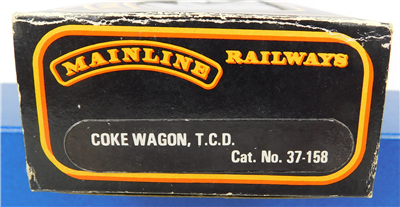 MAINLINE RAILWAYS
COKE WAGON, T.C.D.
Cat. No. 37-158